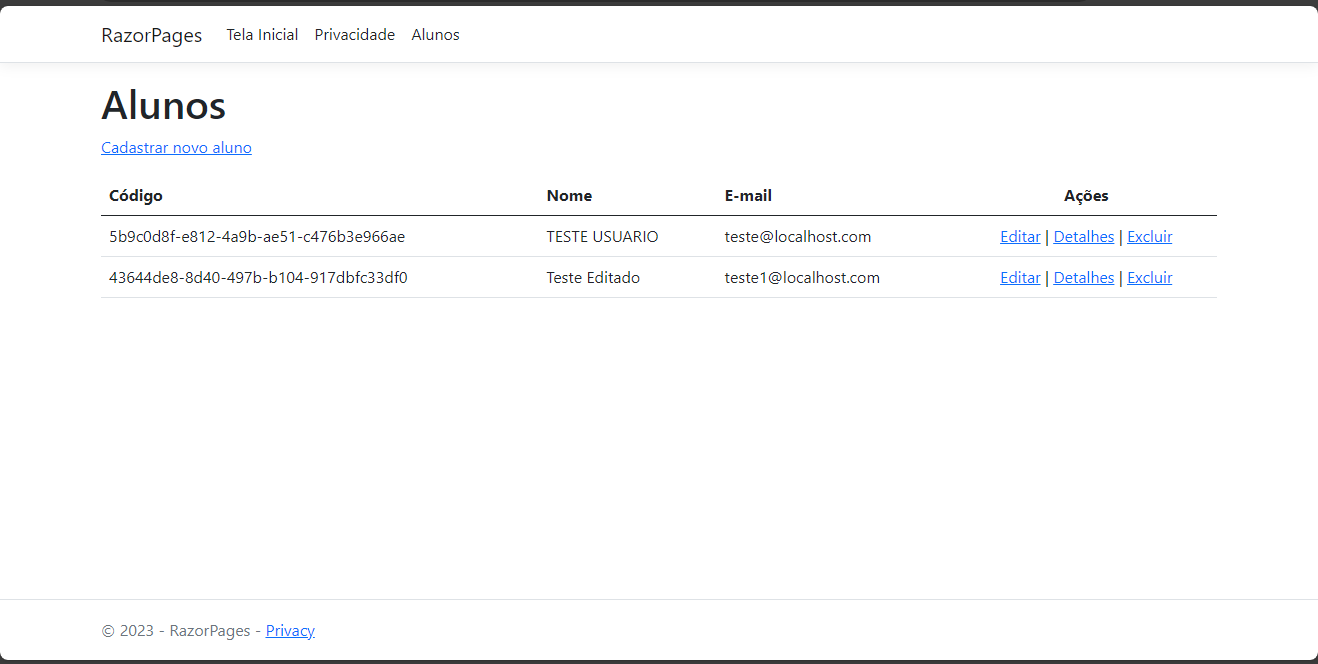 RazorPages Tela Inicial Privacidade Alunos
Alunos
Cadastrar novo aluno
Código Nome E-mail Ações
5b9c0d8f-e812-4a9b-ae51-c476b3e966ae TESTE USUARIO teste@localhost.com Editar | Detalhes | Excluir
43644de8-8d40-497b-b104-917dbfc33df0 Teste Editado teste1@localhost.com Editar | Detalhes | Excluir
© 2023 - RazorPages - Privacy